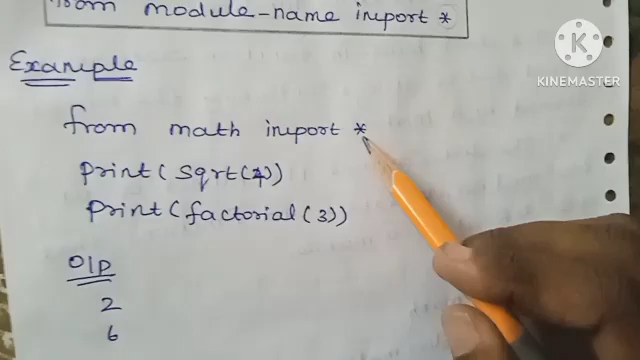 from module-name import *
Example
from math import *
print(sqrt(4))
print(factorial(3))
O/p
2
6
K
KINEMASTER